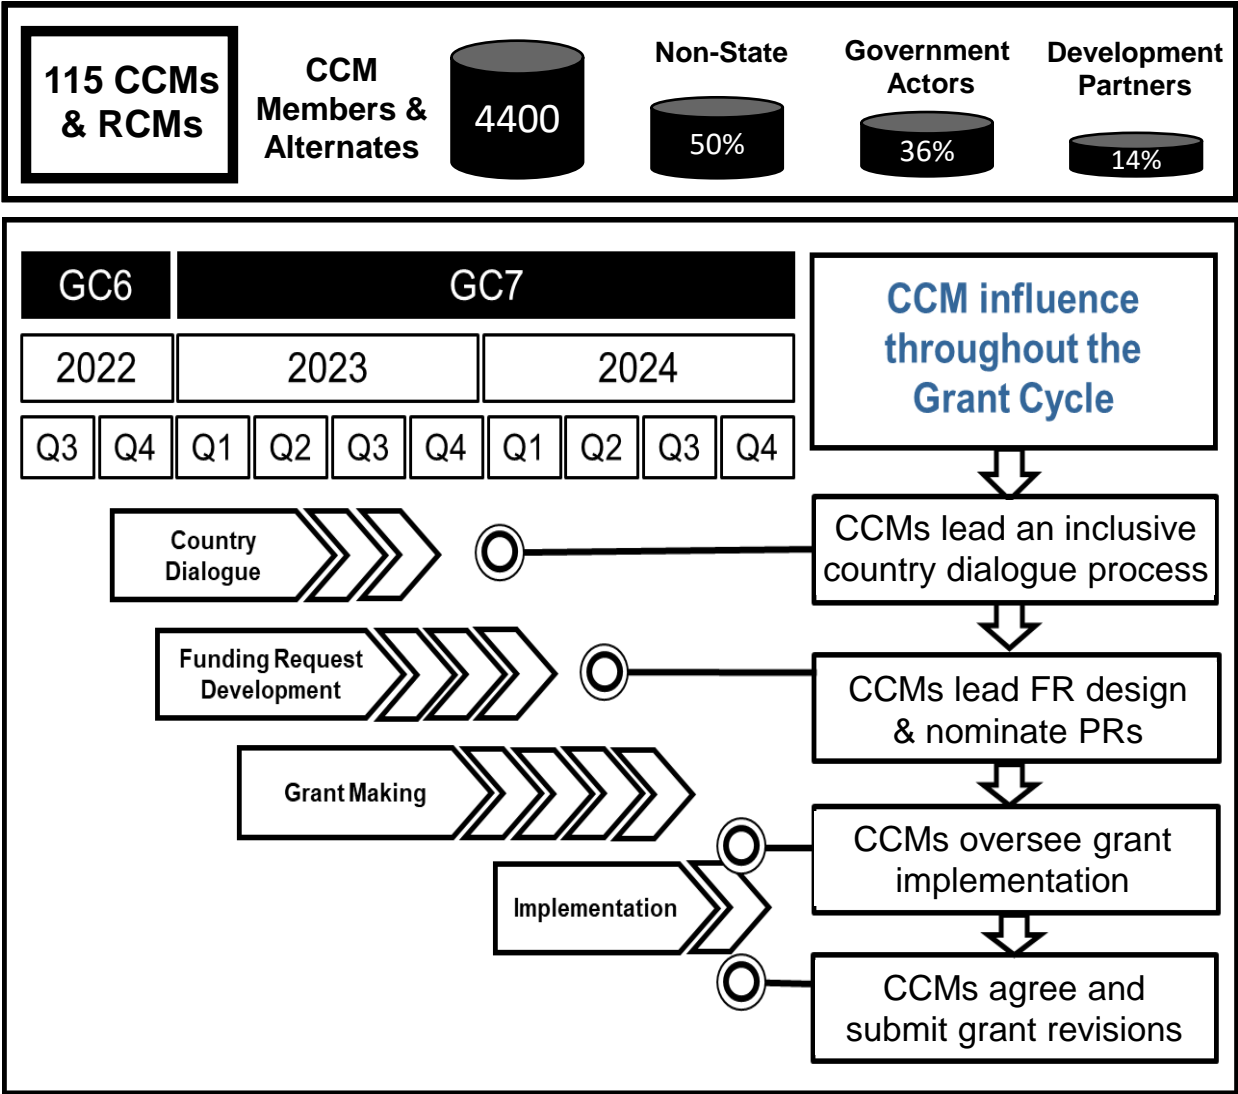 115 CCMs
& RCMs
CCM
Members &
Alternates
4400
Non-State
50%
Government
Actors
36%
Development
Partners
14%
GC6
GC7
2022
2023
2024
Q3
Q4
Q1
Q2
Q3
Q4
Q1
Q2
Q3
Q4
CCM influence
throughout the
Grant Cycle
Country
Dialogue
CCMs lead an inclusive
country dialogue process
Funding Request
Development
CCMs lead FR design
& nominate PRs
Grant Making
CCMs oversee grant
implementation
Implementation
CCMs agree and
submit grant revisions